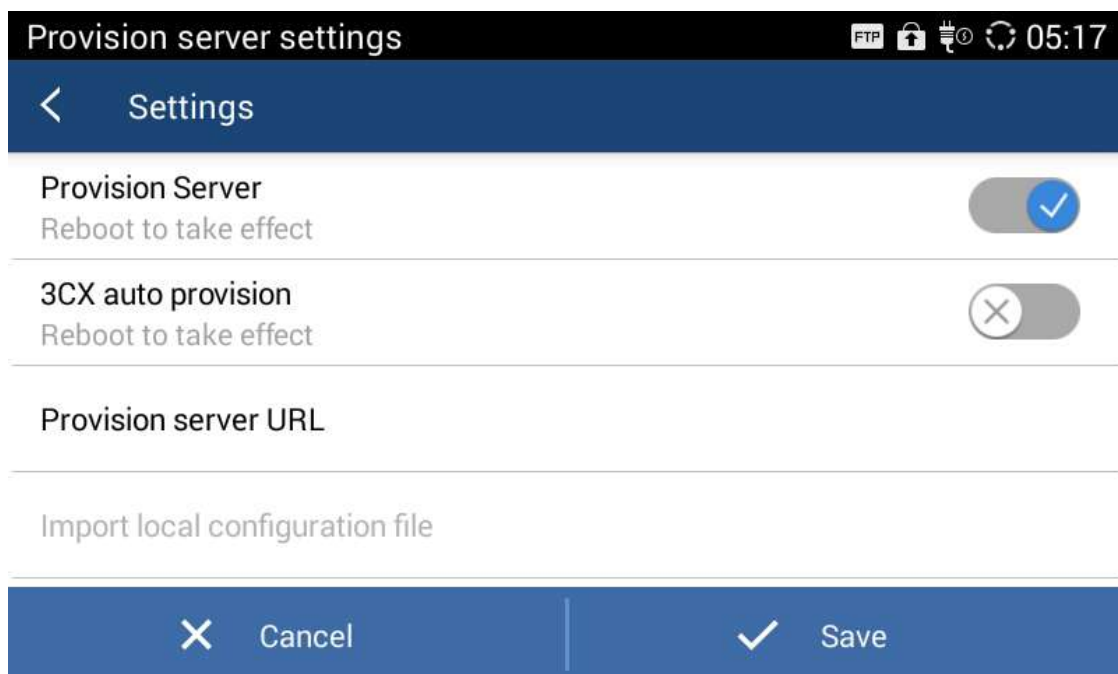 Provision server settings FTP 05:17
Settings
Provision Server
Reboot to take effect
3CX auto provision
Reboot to take effect
Provision server URL
Import local configuration file
Cancel Save